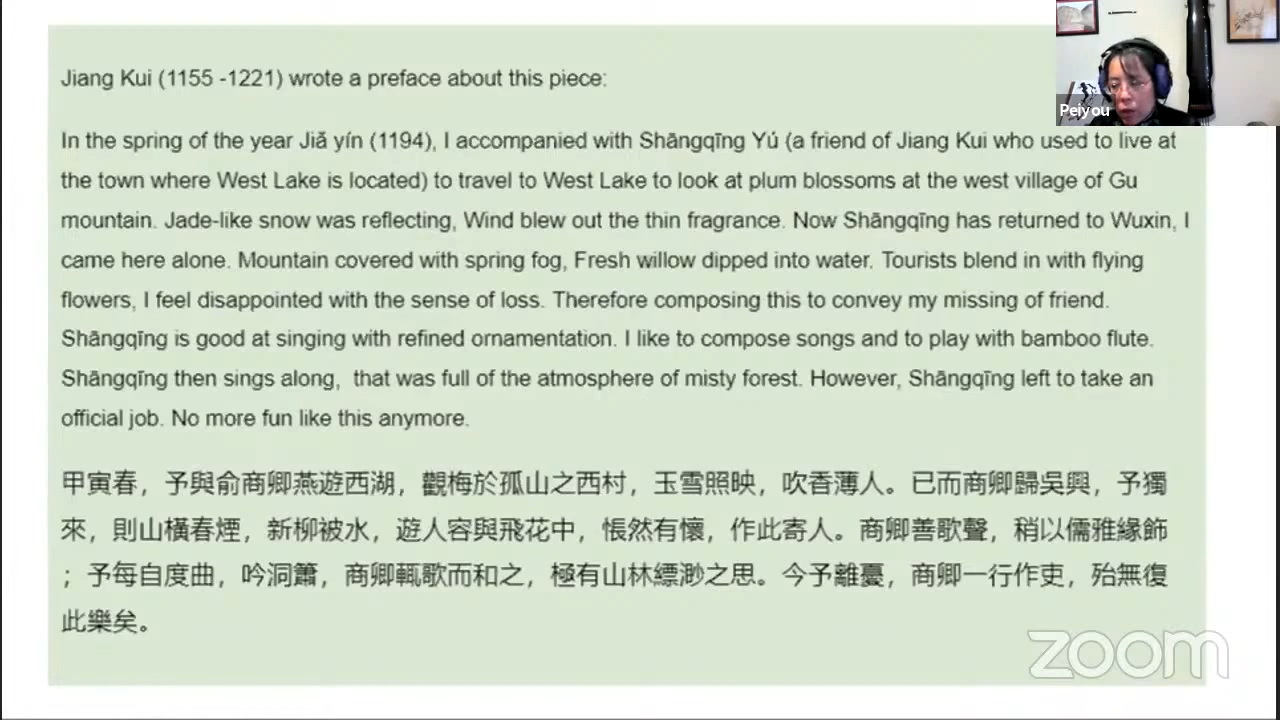 Jiang Kui (1155 -1221) wrote a preface about this piece:
In the spring of the year Jiǎ yín (1194), I accompanied with Shāngqīng Yú (a friend of Jiang Kui who used to live at
the town where West Lake is located) to travel to West Lake to look at plum blossoms at the west village of Gu
mountain. Jade-like snow was reflecting, Wind blew out the thin fragrance. Now Shāngqīng has returned to Wuxin, I
came here alone. Mountain covered with spring fog, Fresh willow dipped into water. Tourists blend in with flying
flowers, I feel disappointed with the sense of loss. Therefore composing this to convey my missing of friend.
Shāngqīng is good at singing with refined ornamentation. I like to compose songs and to play with bamboo flute.
Shāngqīng then sings along, that was full of the atmosphere of misty forest. However, Shāngqīng left to take an
official job. No more fun like this anymore.
甲寅春，予與俞商卿燕遊西湖，觀梅於孤山之西村，玉雪照映，吹香薄人。已而商卿歸吳興，予獨
來，則山橫春煙，新柳被水，遊人容與飛花中，悵然有懷，作此寄人。商卿善歌聲，稍以儒雅緣飾
；予每自度曲，吟洞簫，商卿輒歌而和之，極有山林縹渺之思。今予離憂，商卿一行作吏，殆無復
此樂矣。
Peiyou
zoom